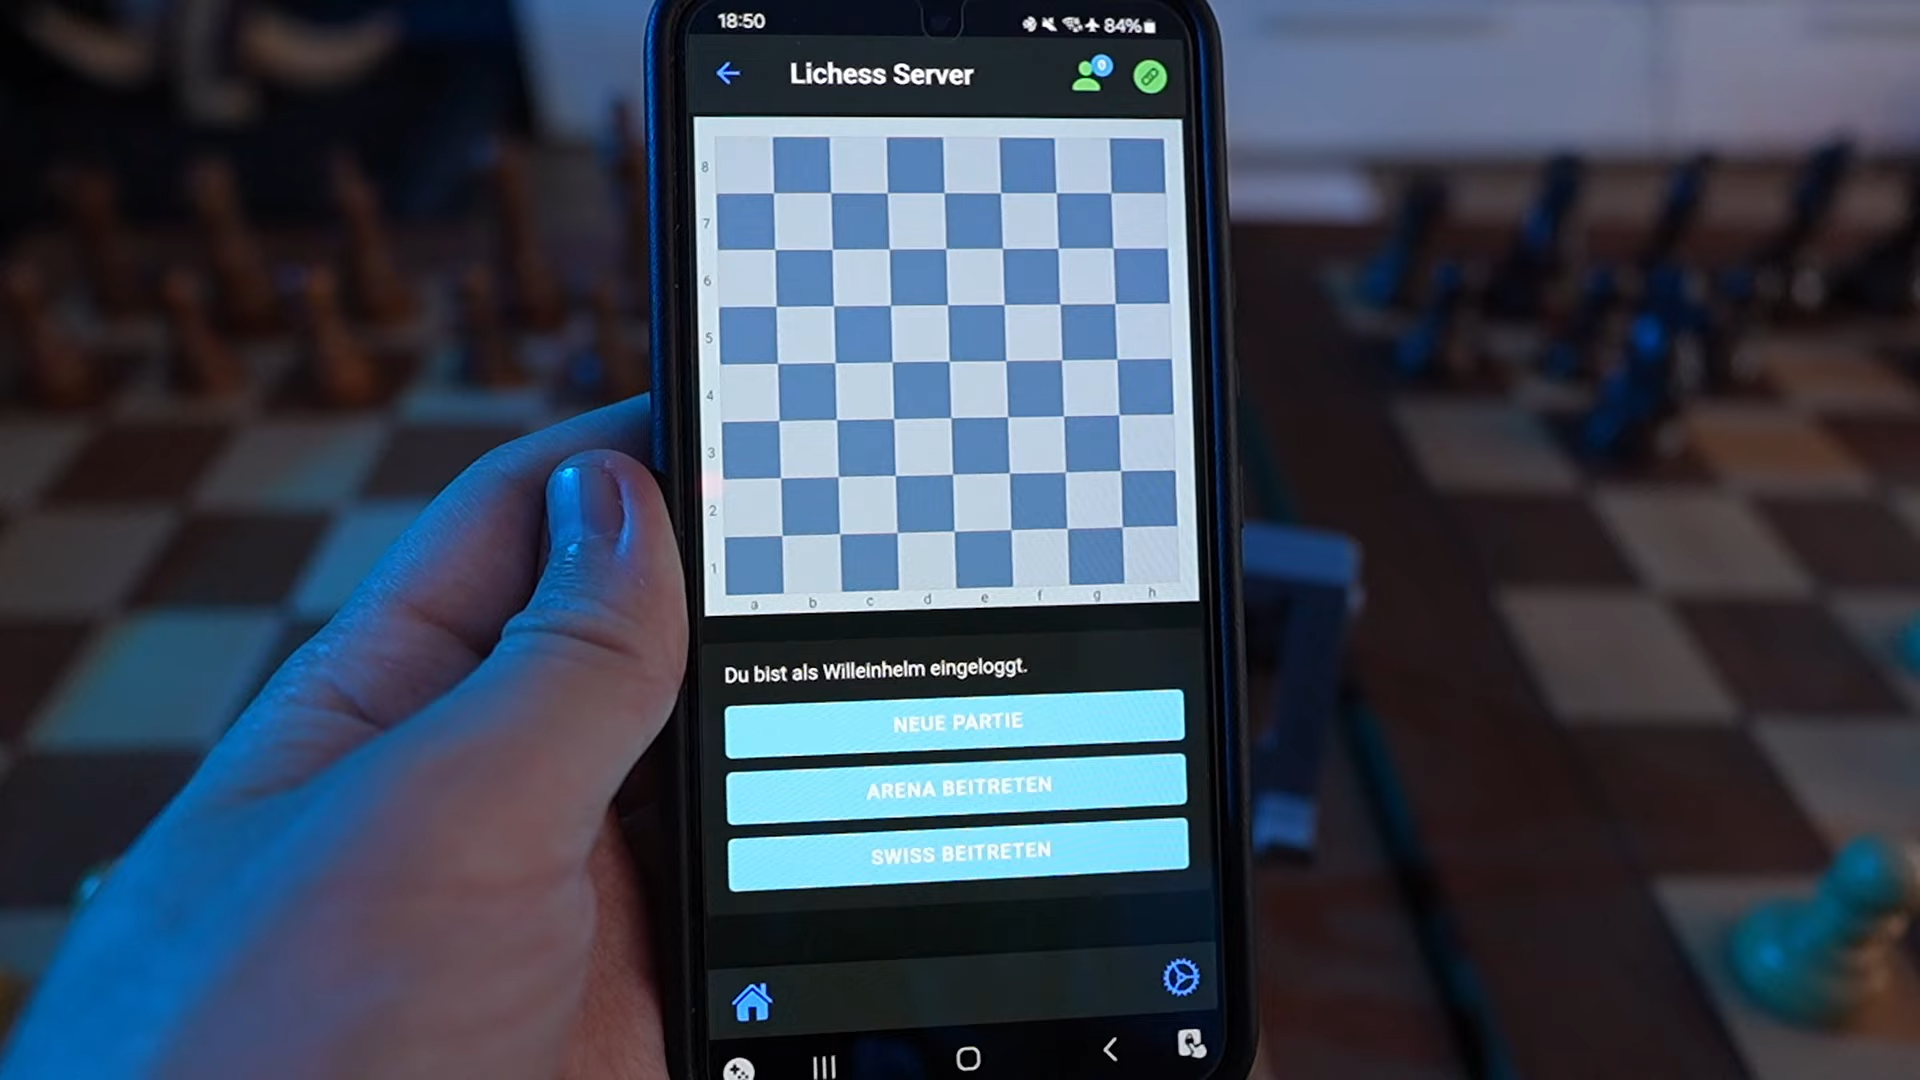 18:50
84%
Lichess Server
0
8
7
6
5
4
3
2
1
a b c d e f g h
Du bist als Willeinhelm eingeloggt.
NEUE PARTIE
ARENA BEITRETEN
SWISS BEITRETEN